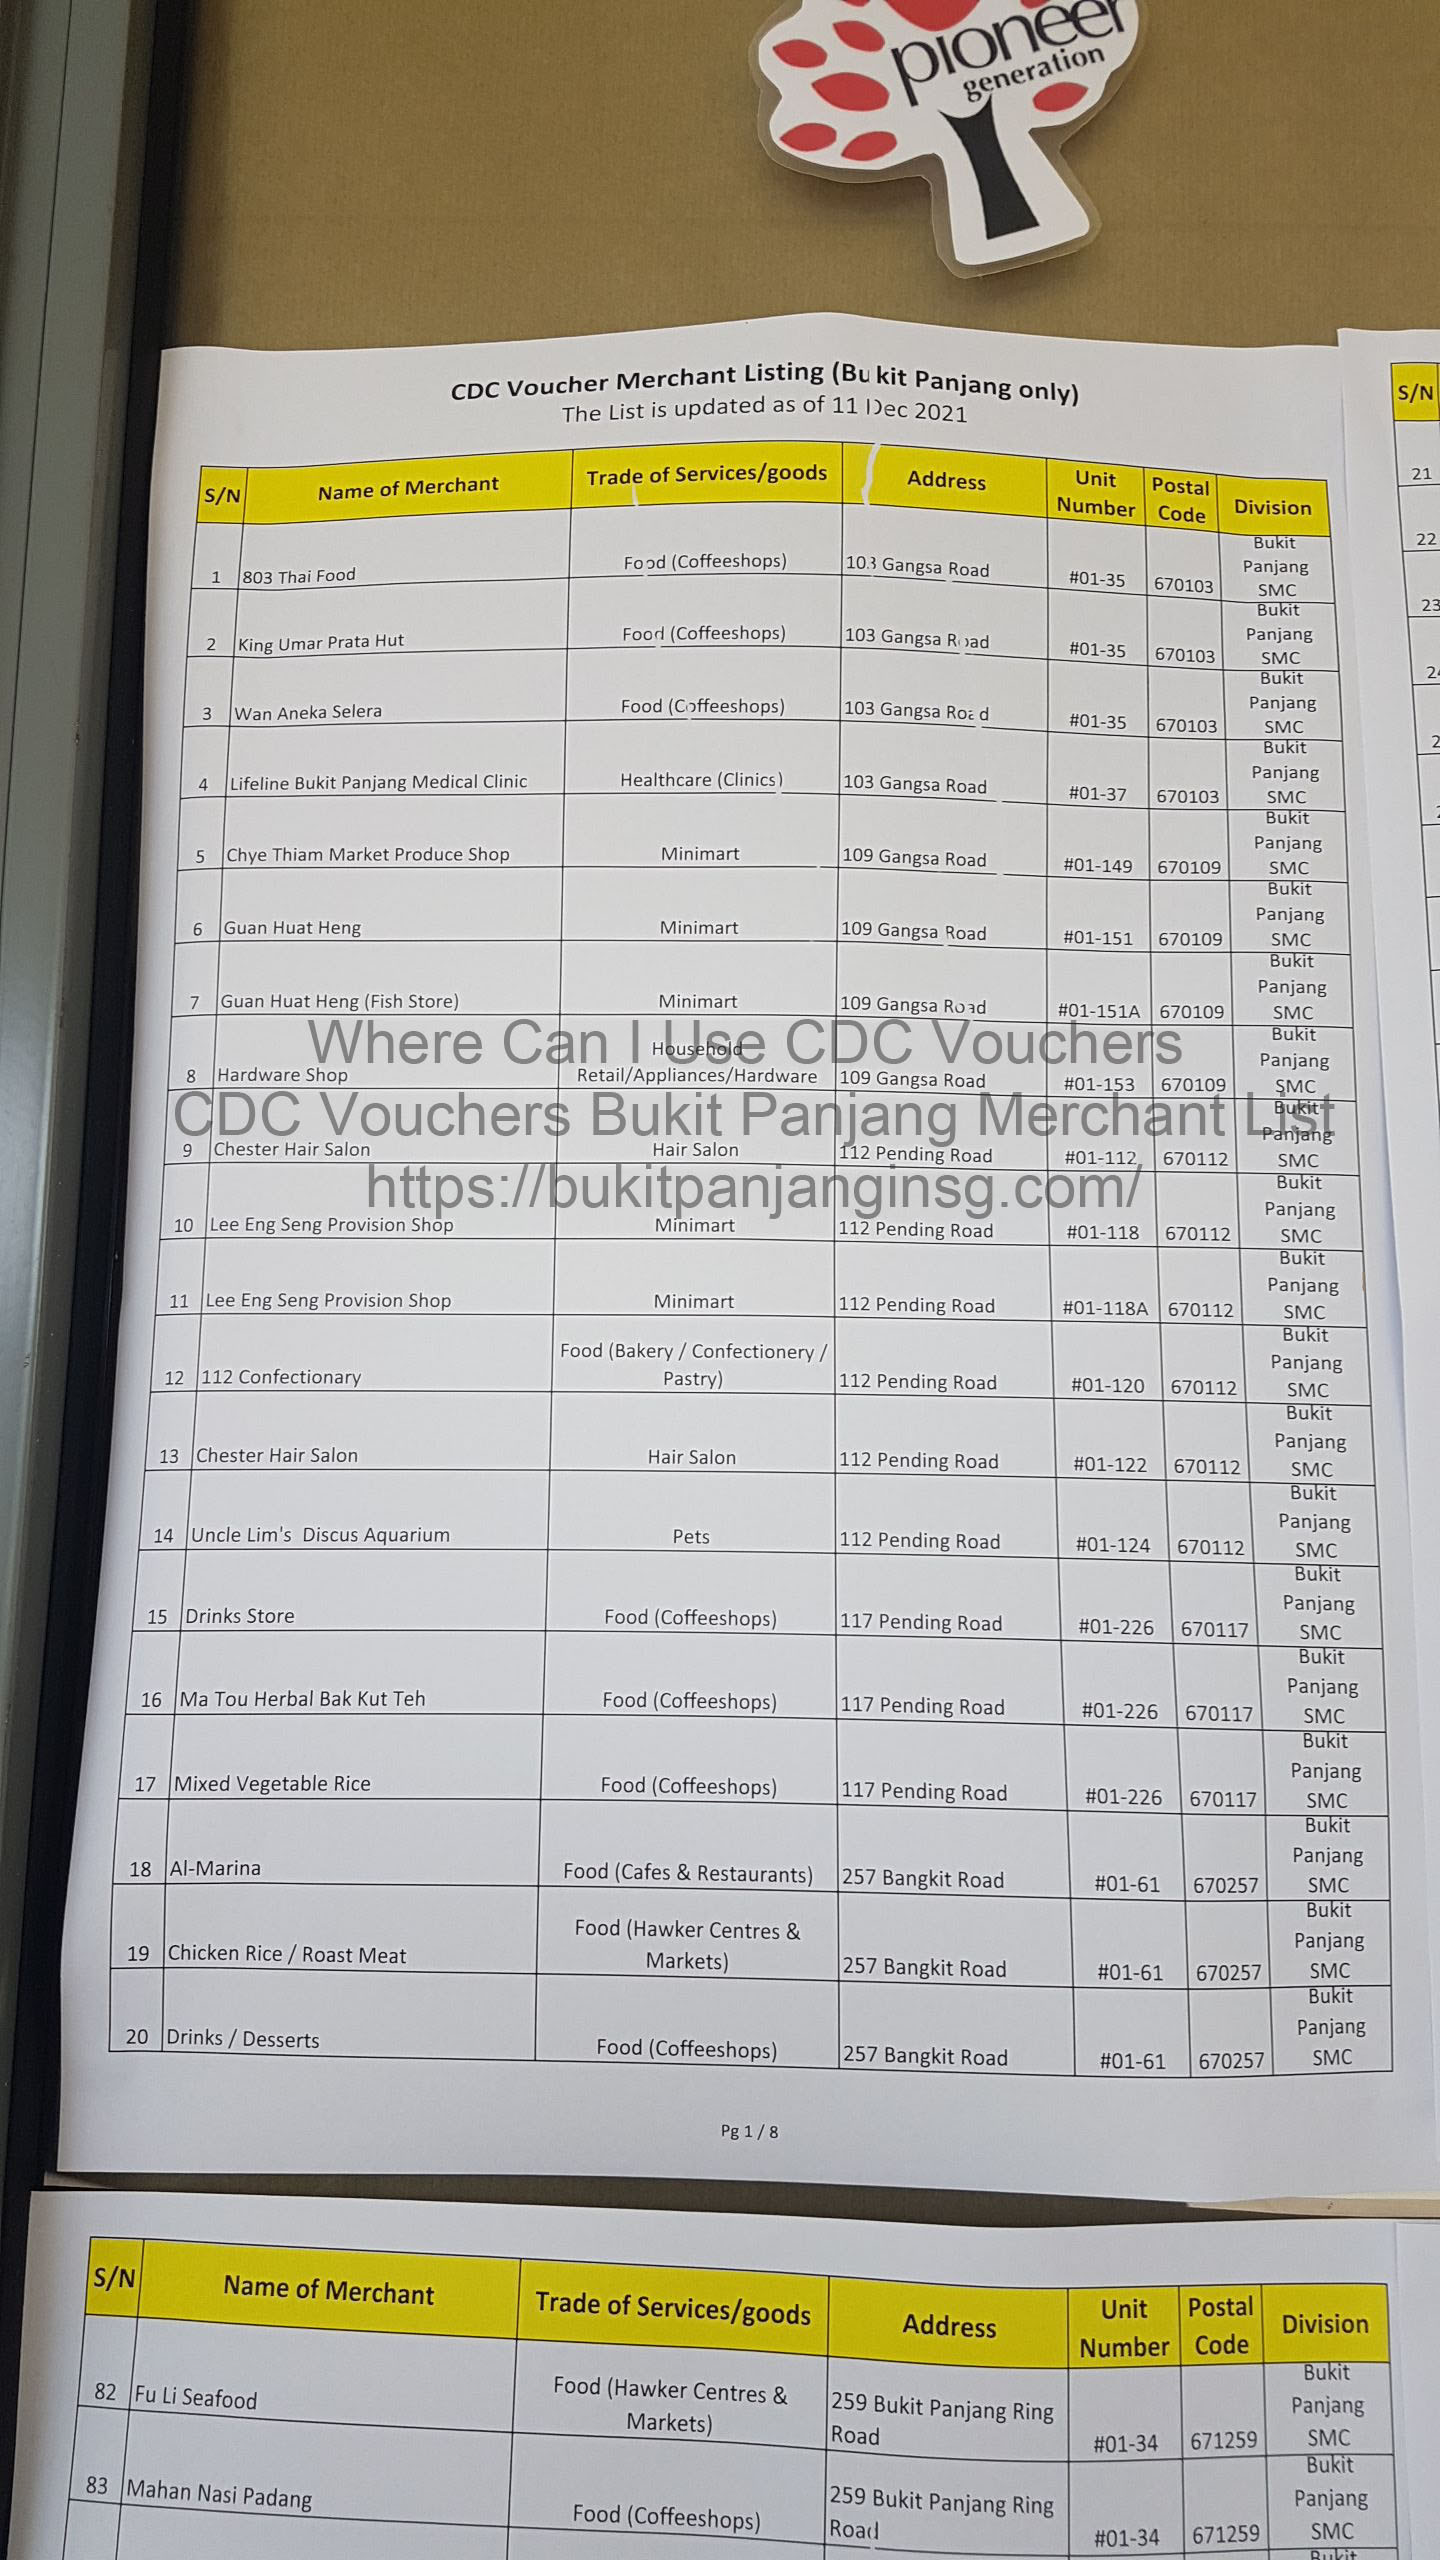 pioneer
generation
CDC Voucher Merchant Listing (Bukit Panjang only)
The List is updated as of 11 Dec 2021
S/N Name of Merchant Trade of Services/goods Address Unit Number Postal Code Division
1 803 Thai Food Food (Coffeeshops) 103 Gangsa Road #01-35 670103 Bukit Panjang SMC
2 King Umar Prata Hut Food (Coffeeshops) 103 Gangsa Road #01-35 670103 Bukit Panjang SMC
3 Wan Aneka Selera Food (Coffeeshops) 103 Gangsa Road #01-35 670103 Bukit Panjang SMC
4 Lifeline Bukit Panjang Medical Clinic Healthcare (Clinics) 103 Gangsa Road #01-37 670103 Bukit Panjang SMC
5 Chye Thiam Market Produce Shop Minimart 109 Gangsa Road #01-149 670109 Bukit Panjang SMC
6 Guan Huat Heng Minimart 109 Gangsa Road #01-151 670109 Bukit Panjang SMC
7 Guan Huat Heng (Fish Store) Minimart 109 Gangsa Road #01-151A 670109 Bukit Panjang SMC
8 Hardware Shop Household Retail/Appliances/Hardware 109 Gangsa Road #01-153 670109 Bukit Panjang SMC
9 Chester Hair Salon Hair Salon 112 Pending Road #01-112 670112 Bukit Panjang SMC
10 Lee Eng Seng Provision Shop Minimart 112 Pending Road #01-118 670112 Bukit Panjang SMC
11 Lee Eng Seng Provision Shop Minimart 112 Pending Road #01-118A 670112 Bukit Panjang SMC
12 112 Confectionary Food (Bakery / Confectionery / Pastry) 112 Pending Road #01-120 670112 Bukit Panjang SMC
13 Chester Hair Salon Hair Salon 112 Pending Road #01-122 670112 Bukit Panjang SMC
14 Uncle Lim's Discus Aquarium Pets 112 Pending Road #01-124 670112 Bukit Panjang SMC
15 Drinks Store Food (Coffeeshops) 117 Pending Road #01-226 670117 Bukit Panjang SMC
16 Ma Tou Herbal Bak Kut Teh Food (Coffeeshops) 117 Pending Road #01-226 670117 Bukit Panjang SMC
17 Mixed Vegetable Rice Food (Coffeeshops) 117 Pending Road #01-226 670117 Bukit Panjang SMC
18 Al-Marina Food (Cafes & Restaurants) 257 Bangkit Road #01-61 670257 Bukit Panjang SMC
19 Chicken Rice / Roast Meat Food (Hawker Centres & Markets) 257 Bangkit Road #01-61 670257 Bukit Panjang SMC
20 Drinks / Desserts Food (Coffeeshops) 257 Bangkit Road #01-61 670257 Bukit Panjang SMC
Pg 1 / 8
Where Can I Use CDC Vouchers
CDC Vouchers Bukit Panjang Merchant List
https://bukitpanjanginsg.com/
S/N
21
22
23
S/N Name of Merchant Trade of Services/goods Address Unit Number Postal Code Division
82 Fu Li Seafood Food (Hawker Centres & Markets) 259 Bukit Panjang Ring Road #01-34 671259 Bukit Panjang SMC
83 Mahan Nasi Padang Food (Coffeeshops) 259 Bukit Panjang Ring Road #01-34 671259 Bukit Panjang SMC
Bukit